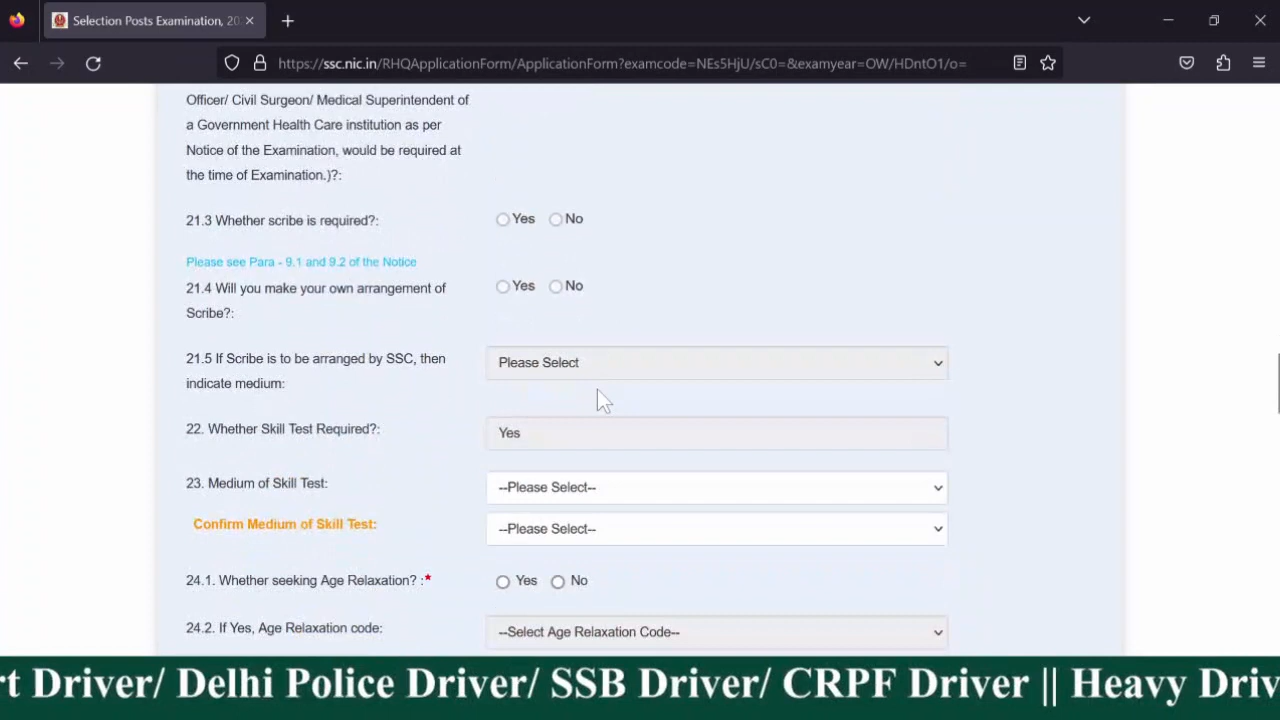 Selection Posts Examination, 20
https://ssc.nic.in/RHQApplicationForm/ApplicationForm?examcode=NEs5HjU/sC0=&examyear=OW/HDntO1/o=
Officer/ Civil Surgeon/ Medical Superintendent of
a Government Health Care institution as per
Notice of the Examination, would be required at
the time of Examination.)?:
21.3 Whether scribe is required?: Yes No
Please see Para - 9.1 and 9.2 of the Notice
21.4 Will you make your own arrangement of Yes No
Scribe?:
21.5 If Scribe is to be arranged by SSC, then Please Select
indicate medium:
22. Whether Skill Test Required?: Yes
23. Medium of Skill Test: --Please Select--
Confirm Medium of Skill Test: --Please Select--
24.1. Whether seeking Age Relaxation? :* Yes No
24.2. If Yes, Age Relaxation code: --Select Age Relaxation Code--
rt Driver/ Delhi Police Driver/ SSB Driver/ CRPF Driver || Heavy Driv